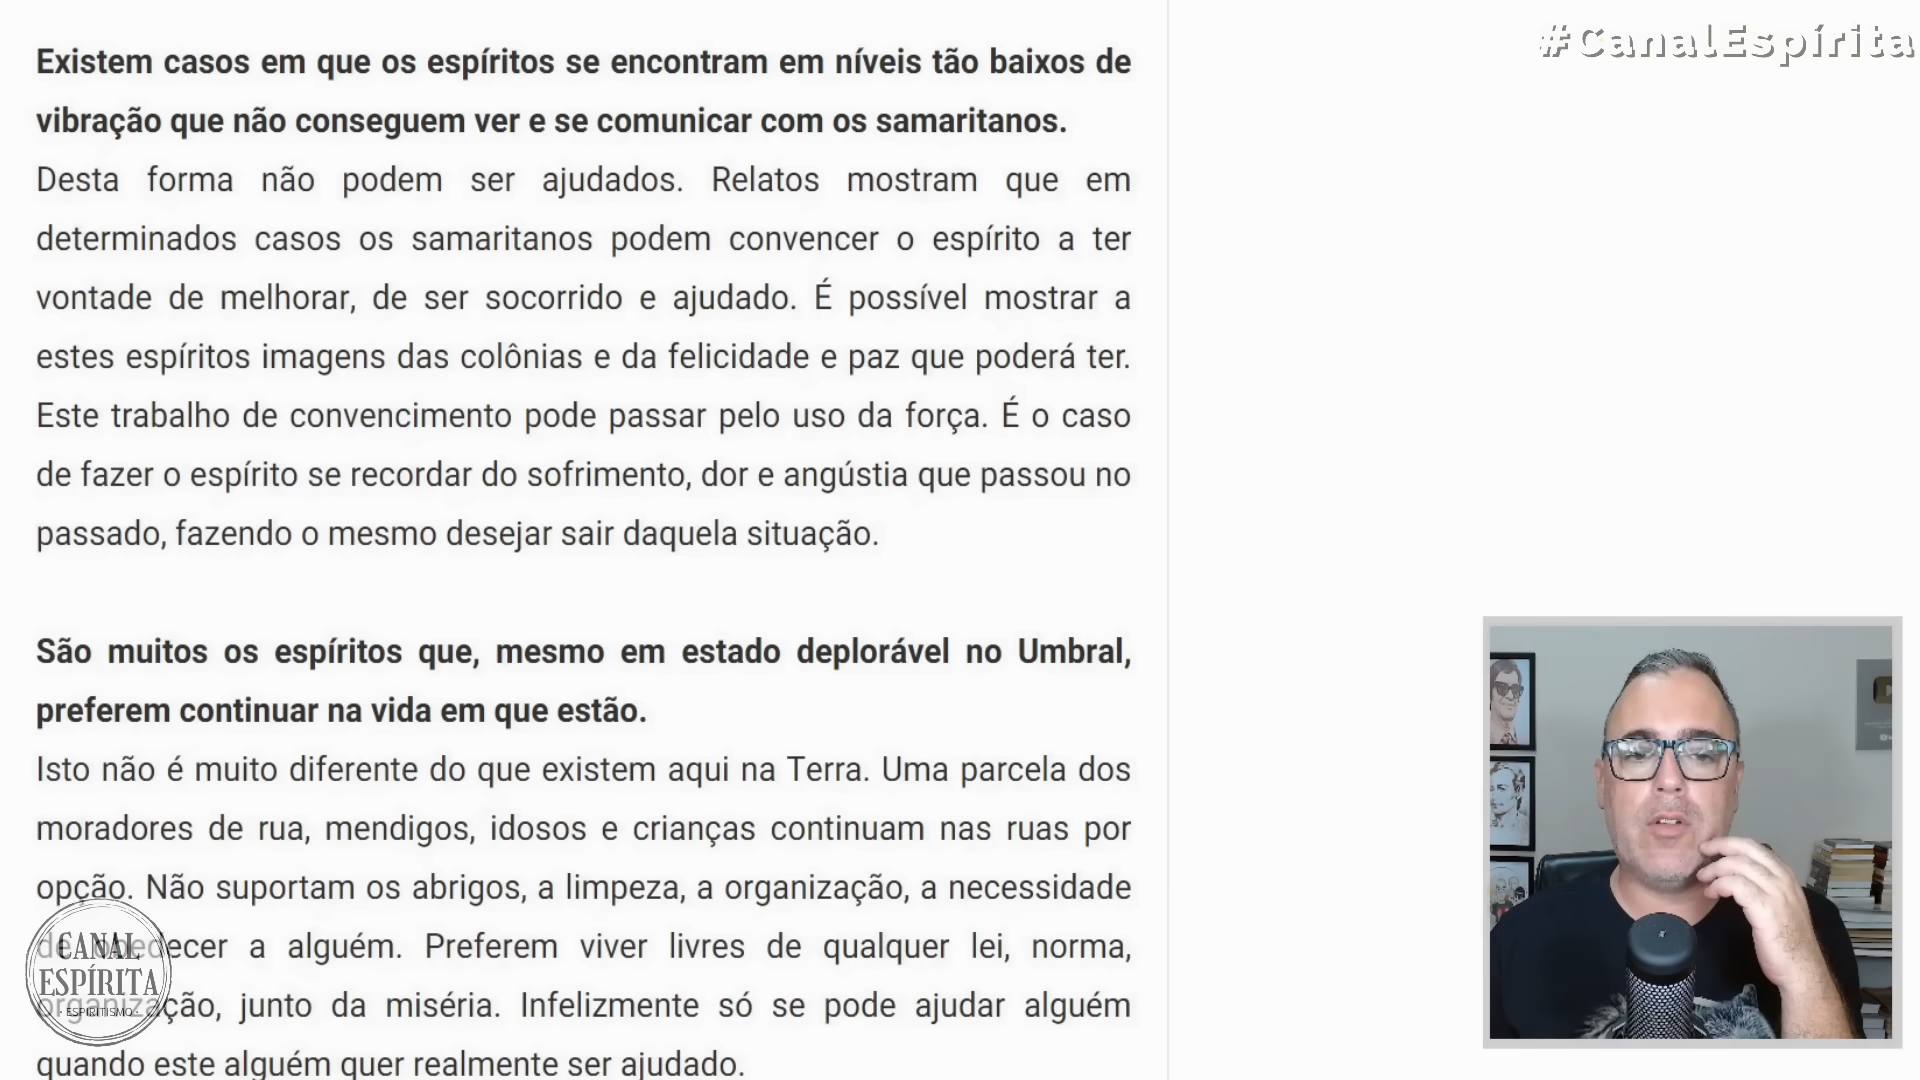 #CanalEspírita
Existem casos em que os espíritos se encontram em níveis tão baixos de
vibração que não conseguem ver e se comunicar com os samaritanos.
Desta forma não podem ser ajudados. Relatos mostram que em
determinados casos os samaritanos podem convencer o espírito a ter
vontade de melhorar, de ser socorrido e ajudado. É possível mostrar a
estes espíritos imagens das colônias e da felicidade e paz que poderá ter.
Este trabalho de convencimento pode passar pelo uso da força. É o caso
de fazer o espírito se recordar do sofrimento, dor e angústia que passou no
passado, fazendo o mesmo desejar sair daquela situação.
São muitos os espíritos que, mesmo em estado deplorável no Umbral,
preferem continuar na vida em que estão.
Isto não é muito diferente do que existem aqui na Terra. Uma parcela dos
moradores de rua, mendigos, idosos e crianças continuam nas ruas por
opção. Não suportam os abrigos, a limpeza, a organização, a necessidade
de obedecer a alguém. Preferem viver livres de qualquer lei, norma,
organização, junto da miséria. Infelizmente só se pode ajudar alguém
quando este alguém quer realmente ser ajudado.
CANAL
ESPÍRITA
ESPIRITISMO